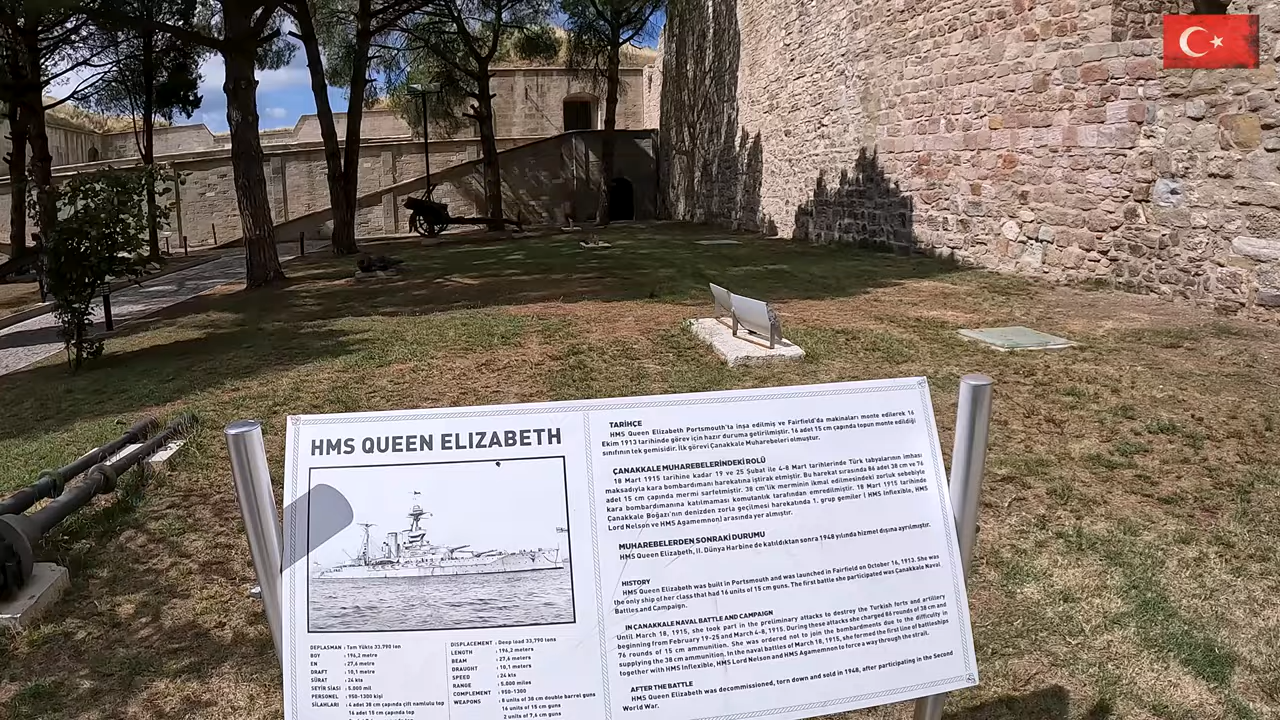 HMS QUEEN ELIZABETH
DEPLASMAN : Tam Yükte 33,790 ton
BOY : 196,2 metre
EN : 27,6 metre
DRAFT : 10,1 metre
SÜRAT : 24 kts
SEYİR SİASI : 5.000 mil
PERSONEL : 950-1300 kişi
SİLAHLARI : 4 adet 38 cm çapında çift namlulu top
16 adet 15 cm çapında top
DISPLACEMENT : Deep load 33,790 tons
LENGTH : 196,2 meters
BEAM : 27,6 meters
DRAUGHT : 10,1 meters
SPEED : 24 kts
RANGE : 5.000 miles
COMPLEMENT : 950-1300
WEAPONS : 8 units of 38 cm double barrel guns
16 units of 15 cm guns
2 units of 7,6 cm guns
TARİHÇE
HMS Queen Elizabeth Portsmouth'ta inşa edilmiş ve Fairfield'da makinaları monte edilerek 16
Ekim 1913 tarihinde görev için hazır duruma getirilmiştir. 16 adet 15 cm çapında topun monte edildiği
sınıfının tek gemisidir. İlk görevi Çanakkale Muharebeleri olmuştur.
ÇANAKKALE MUHAREBELERİNDEKİ ROLÜ
18 Mart 1915 tarihine kadar 19 ve 25 Şubat ile 4-8 Mart tarihlerinde Türk tabyalarının imhası
maksadıyla kara bombardımanı harekatına iştirak etmiştir. Bu harekat sırasında 86 adet 38 cm ve 76
adet 15 cm çapında mermi sarfetmiştir. 38 cm'lik merminin ikmal edilmesindeki zorluk sebebiyle
kara bombardımanına katılmaması komutanlık tarafından emredilmiştir. 18 Mart 1915 tarihinde
Çanakkale Boğazı'nın denizden zorla geçilmesi harekatında 1. grup gemiler ( HMS Inflexible, HMS
Lord Nelson ve HMS Agamemnon) arasında yer almıştır.
MUHAREBELERDEN SONRAKİ DURUMU
HMS Queen Elizabeth, II. Dünya Harbine de katıldıktan sonra 1948 yılında hizmet dışına ayrılmıştır.
HISTORY
HMS Queen Elizabeth was built in Portsmouth and was launched in Fairfield on October 16, 1913. She was
the only ship of her class that had 16 units of 15 cm guns. The first battle she participated was Çanakkale Naval
Battles and Campaign.
IN ÇANAKKALE NAVAL BATTLE AND CAMPAIGN
Until March 18, 1915, she took part in the preliminary attacks to destroy the Turkish forts and artillery
beginning from February 19-25 and March 4-8, 1915. During these attacks she charged 86 rounds of 38 cm and
76 rounds of 15 cm ammunition. She was ordered not to join the bombardments due to the difficulty in
supplying the 38 cm ammunition. In the naval battles of March 18, 1915, she formed the first line of battleships
together with HMS Inflexible, HMS Lord Nelson and HMS Agamemnon to force a way through the strait.
AFTER THE BATTLE
HMS Queen Elizabeth was decommissioned, torn down and sold in 1948, after participating in the Second
World War.